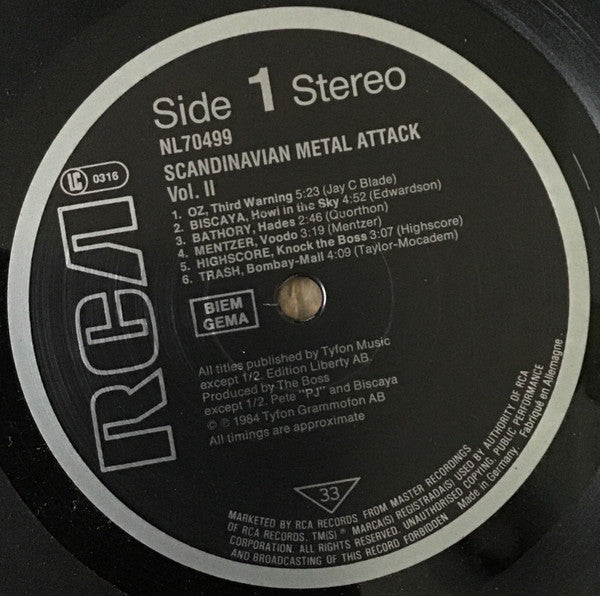 Side 1 Stereo
NL70499
SCANDINAVIAN METAL ATTACK
Vol. II
LC 0316
1. OZ, Third Warning 5:23 (Jay C Blade)
2. BISCAYA, Howl in the Sky 4:52 (Edwardson)
3. BATHORY, Hades 2:46 (Quorthon)
4. MENTZER, Voodo 3:19 (Mentzer)
5. HIGHSCORE, Knock the Boss 3:07 (Highscore)
6. TRASH, Bombay-Mall 4:09 (Taylor-Mocadem)
RCA
BIEM
GEMA
All titles published by Tyfon Music
except 1/2. Edition Liberty AB.
Produced by The Boss
except 1/2. Pete "PJ" and Biscaya
© ℗ 1984 Tyfon Grammofon AB
All timings are approximate
33
MARKETED BY RCA RECORDS FROM MASTER RECORDINGS
OF RCA RECORDS. TM(S) ® MARCA(S) REGISTRADA(S) USED BY AUTHORITY OF RCA
CORPORATION. ALL RIGHTS RESERVED. UNAUTHORISED COPYING, PUBLIC PERFORMANCE
AND BROADCASTING OF THIS RECORD FORBIDDEN Made in Germany. Fabriqué en Allemagne.